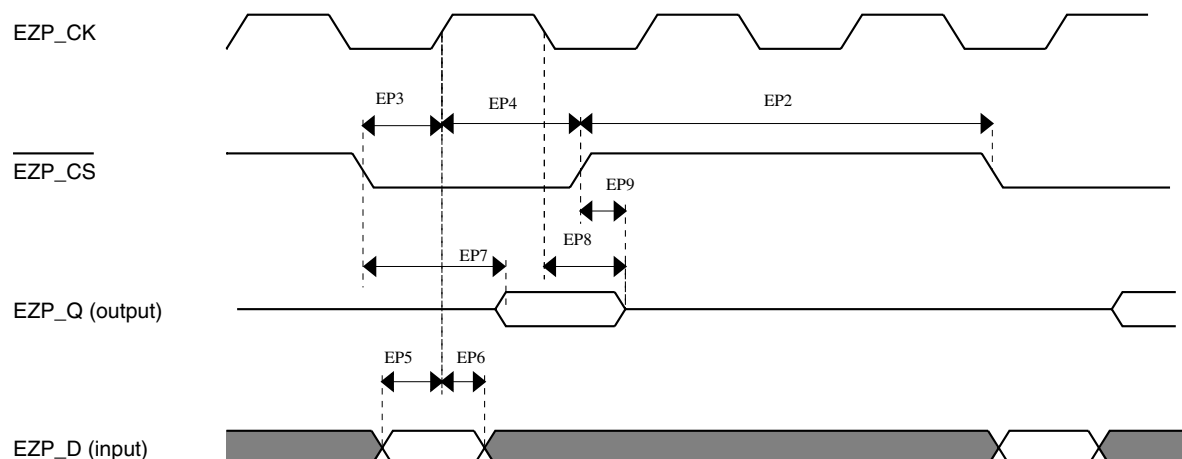 EZP_CK
EP3
EP4
EP2
EZP_CS
EP9
EP8
EP7
EZP_Q (output)
EP5
EP6
EZP_D (input)